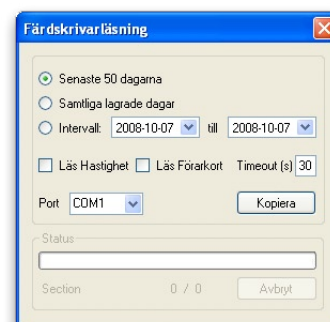 Färdskrivarläsning
Senaste 50 dagarna
Samtliga lagrade dagar
Intervall: 2008-10-07 till 2008-10-07
Läs Hastighet Läs Förarkort Timeout (s) 30
Port COM1 Kopiera
Status
Section 0 / 0 Avbryt